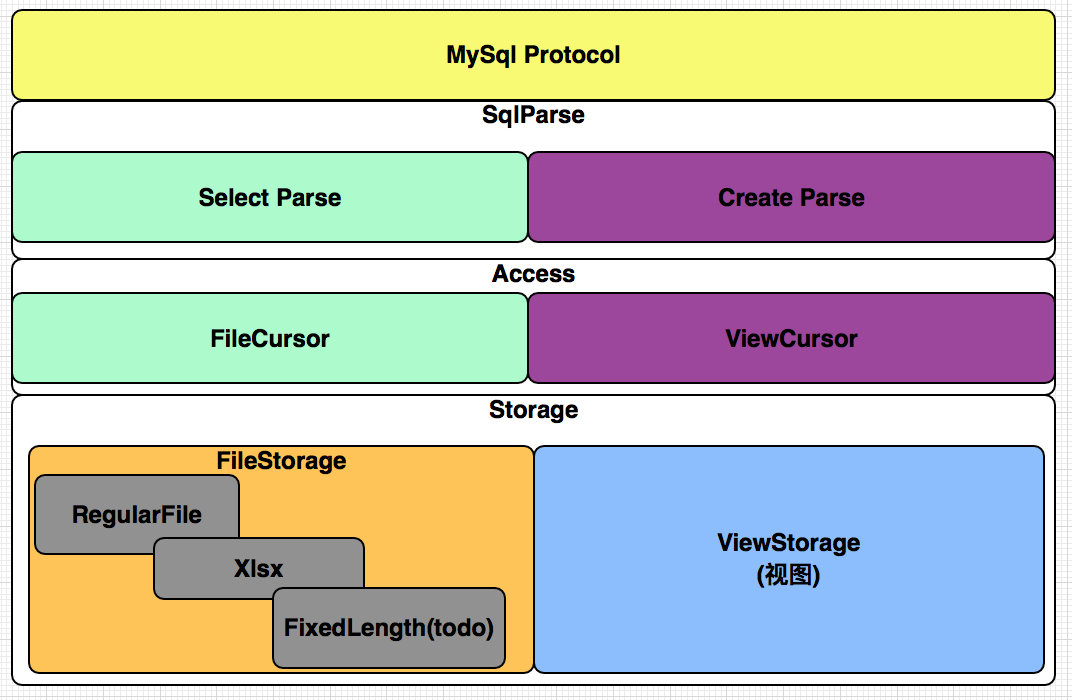 MySql Protocol
SqlParse
Select Parse
Create Parse
Access
FileCursor
ViewCursor
Storage
FileStorage
RegularFile
Xlsx
FixedLength(todo)
ViewStorage
(视图)